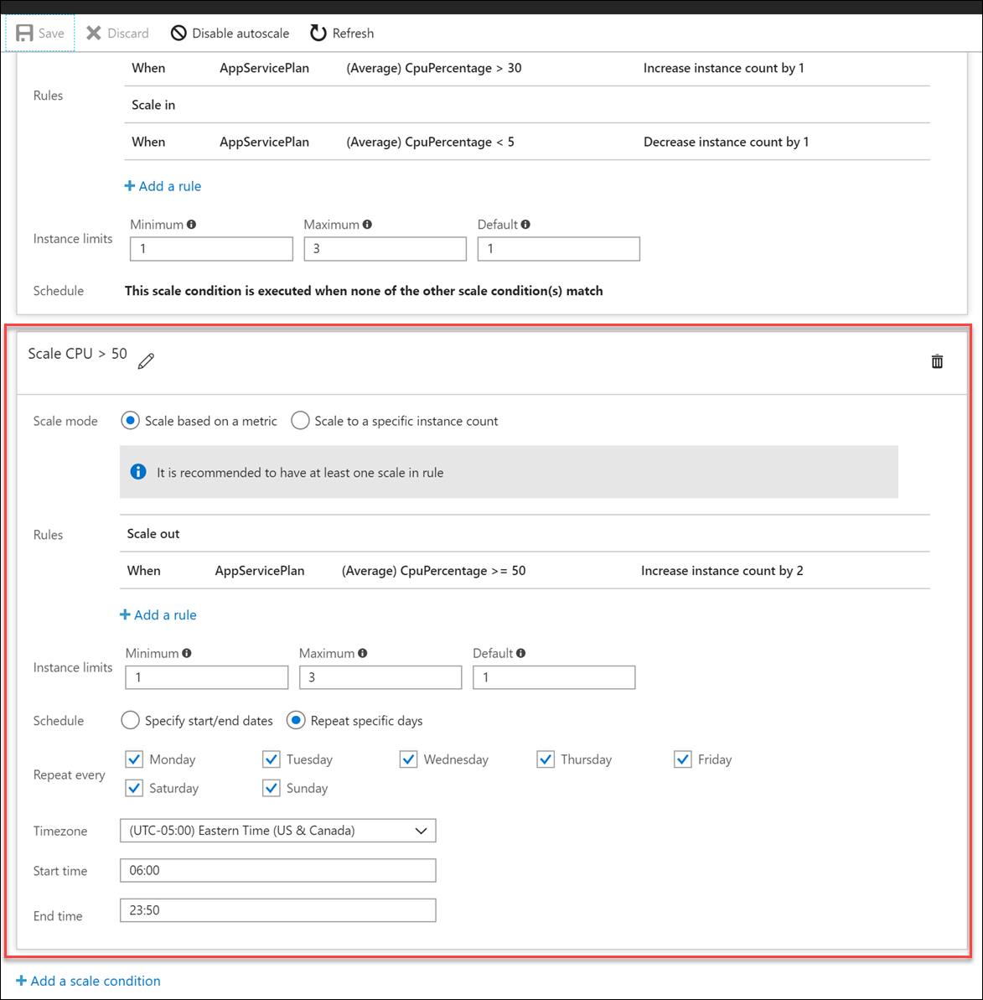 Save Discard Disable autoscale Refresh
When AppServicePlan (Average) CpuPercentage > 30 Increase instance count by 1
Rules
Scale in
When AppServicePlan (Average) CpuPercentage < 5 Decrease instance count by 1
+ Add a rule
Minimum Maximum Default
Instance limits
1 3 1
Schedule This scale condition is executed when none of the other scale condition(s) match
Scale CPU > 50
Scale mode Scale based on a metric Scale to a specific instance count
It is recommended to have at least one scale in rule
Rules Scale out
When AppServicePlan (Average) CpuPercentage >= 50 Increase instance count by 2
+ Add a rule
Minimum Maximum Default
Instance limits
1 3 1
Schedule Specify start/end dates Repeat specific days
Monday Tuesday Wednesday Thursday Friday
Repeat every
Saturday Sunday
Timezone (UTC-05:00) Eastern Time (US & Canada)
Start time 06:00
End time 23:50
+ Add a scale condition